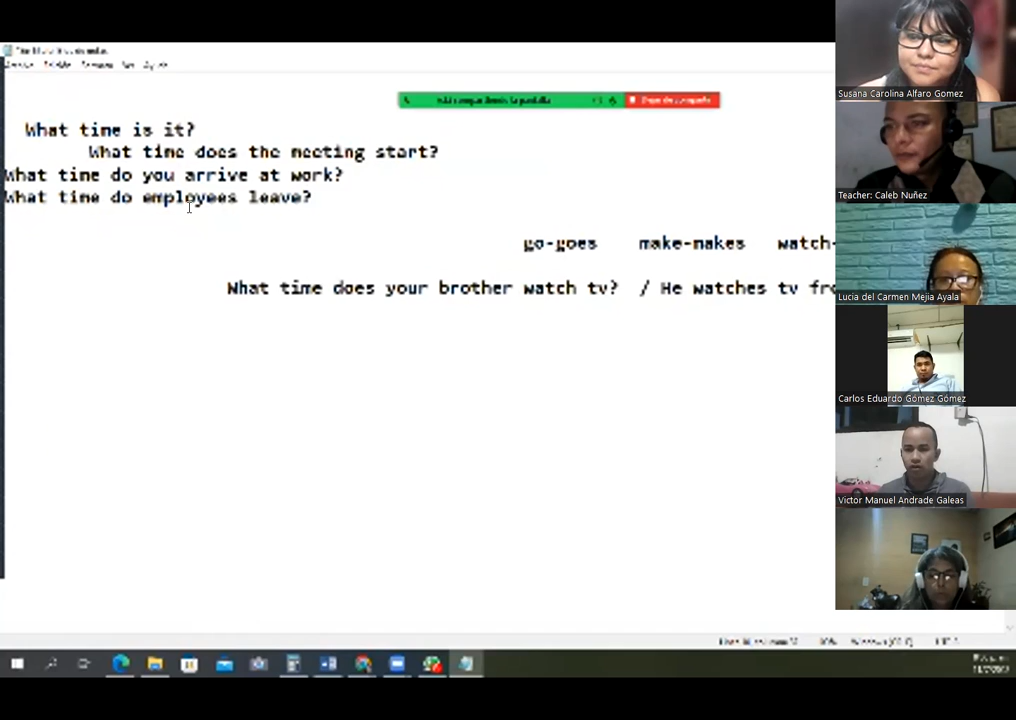 Susana Carolina Alfaro Gomez
What time is it?
What time does the meeting start?
What time do you arrive at work?
What time do employees leave?
Teacher: Caleb Nuñez
go-goes make-makes watch-
What time does your brother watch tv? / He watches tv fro
Lucia del Carmen Mejia Ayala
Carlos Eduardo Gómez Gómez
Victor Manuel Andrade Galeas